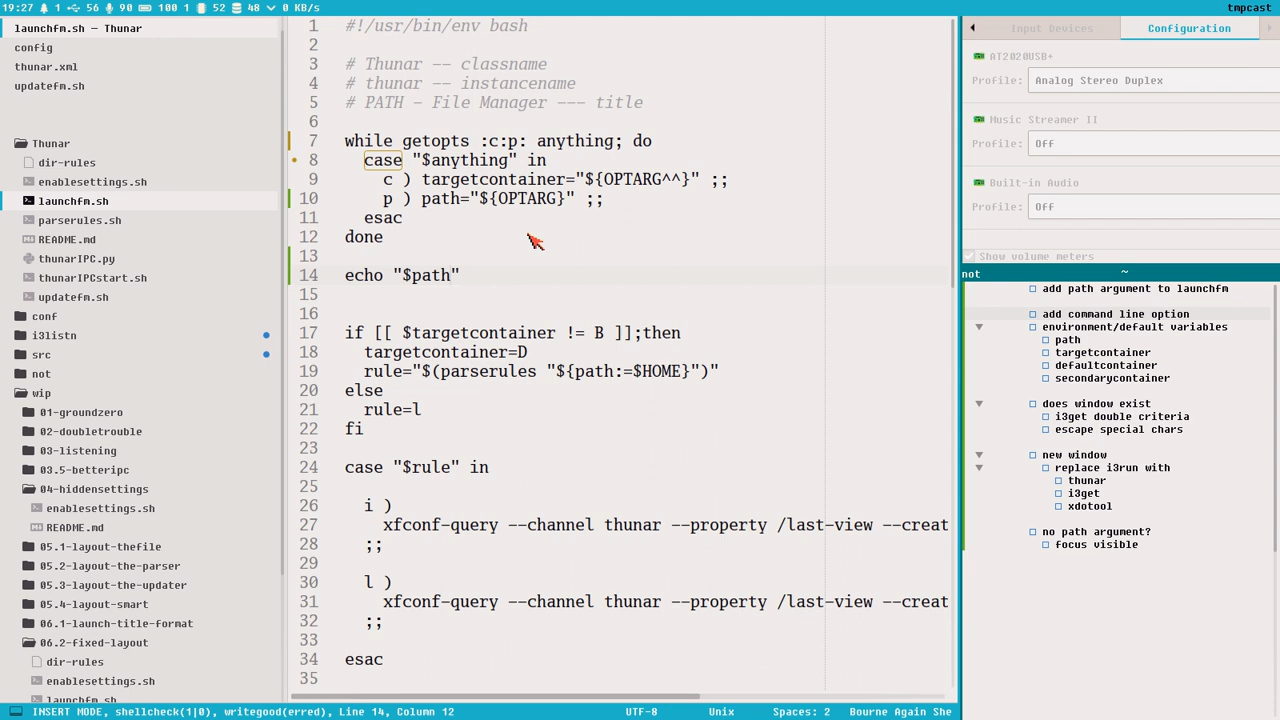 19:27 1 56 90 100 1 52 48 0 KB/s
tmpcast
launchfm.sh — Thunar
config
thunar.xml
updatefm.sh
Thunar
dir-rules
enablesettings.sh
launchfm.sh
parserules.sh
README.md
thunarIPC.py
thunarIPCstart.sh
updatefm.sh
conf
i3listn
src
not
wip
01-groundzero
02-doubletrouble
03-listening
03.5-betteripc
04-hiddensettings
enablesettings.sh
README.md
05.1-layout-thefile
05.2-layout-the-parser
05.3-layout-the-updater
05.4-layout-smart
06.1-launch-title-format
06.2-fixed-layout
dir-rules
enablesettings.sh
launchfm.sh
1 #!/usr/bin/env bash
2
3 # Thunar -- classname
4 # thunar -- instancename
5 # PATH - File Manager --- title
6
7 while getopts :c:p: anything; do
8 case "$anything" in
9 c ) targetcontainer="${OPTARG^^}" ;;
10 p ) path="${OPTARG}" ;;
11 esac
12 done
13
14 echo "$path"
15
16
17 if [[ $targetcontainer != B ]];then
18 targetcontainer=D
19 rule="$(parserules "${path:=$HOME}")"
20 else
21 rule=l
22 fi
23
24 case "$rule" in
25
26 i )
27 xfconf-query --channel thunar --property /last-view --creat
28 ;;
29
30 l )
31 xfconf-query --channel thunar --property /last-view --creat
32 ;;
33
34 esac
35
Input Devices Configuration
AT2020USB+
Profile: Analog Stereo Duplex
Music Streamer II
Profile: Off
Built-in Audio
Profile: Off
Show volume meters
not ~
add path argument to launchfm
add command line option
environment/default variables
path
targetcontainer
defaultcontainer
secondarycontainer
does window exist
i3get double criteria
escape special chars
new window
replace i3run with
thunar
i3get
xdotool
no path argument?
focus visible
INSERT MODE, shellcheck(1|0), writegood(erred), Line 14, Column 12 UTF-8 Unix Spaces: 2 Bourne Again She